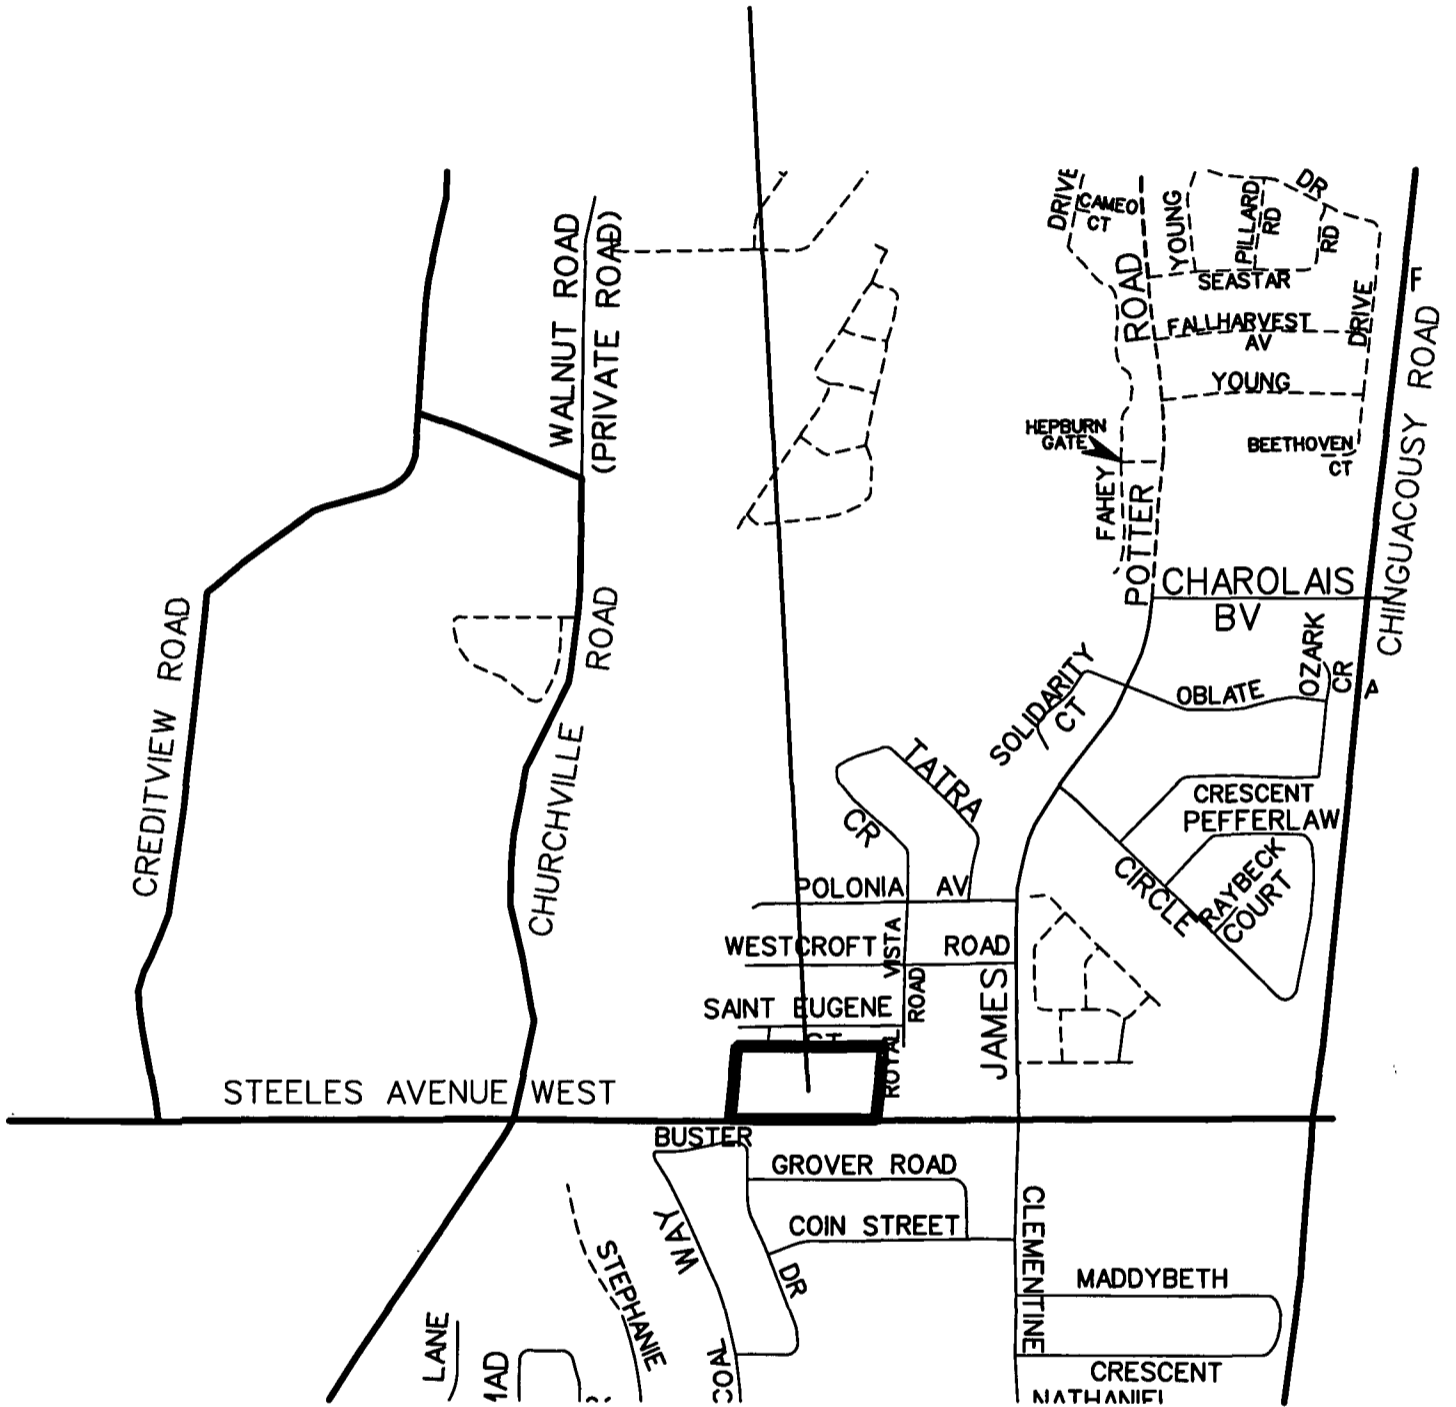 DRIVE
CAMEO
CT
ROAD
YOUNG
PILLARD
RD
DR
RD
SEASTAR
DRIVE
F
FALLHARVEST
AV
YOUNG
WALNUT ROAD
(PRIVATE ROAD)
HEPBURN
GATE
BEETHOVEN
CT
CHINGUACOUSY ROAD
FAHEY
POTTER
CHAROLAIS
BV
ROAD
CREDITVIEW ROAD
CHURCHVILLE
SOLIDARITY
CT
OBLATE
OZARK
CR
TATRA
CR
CRESCENT
PEFFERLAW
CIRCLE
RAYBECK
COURT
POLONIA AV
WESTCROFT ROAD
VISTA
ROAD
SAINT EUGENE
CT
ROYAL
JAMES
STEELES AVENUE WEST
BUSTER
GROVER ROAD
COIN STREET
WAY
DR
STEPHANIE
CLEMENTINE
MADDYBETH
CRESCENT
NATHANIEL
LANE